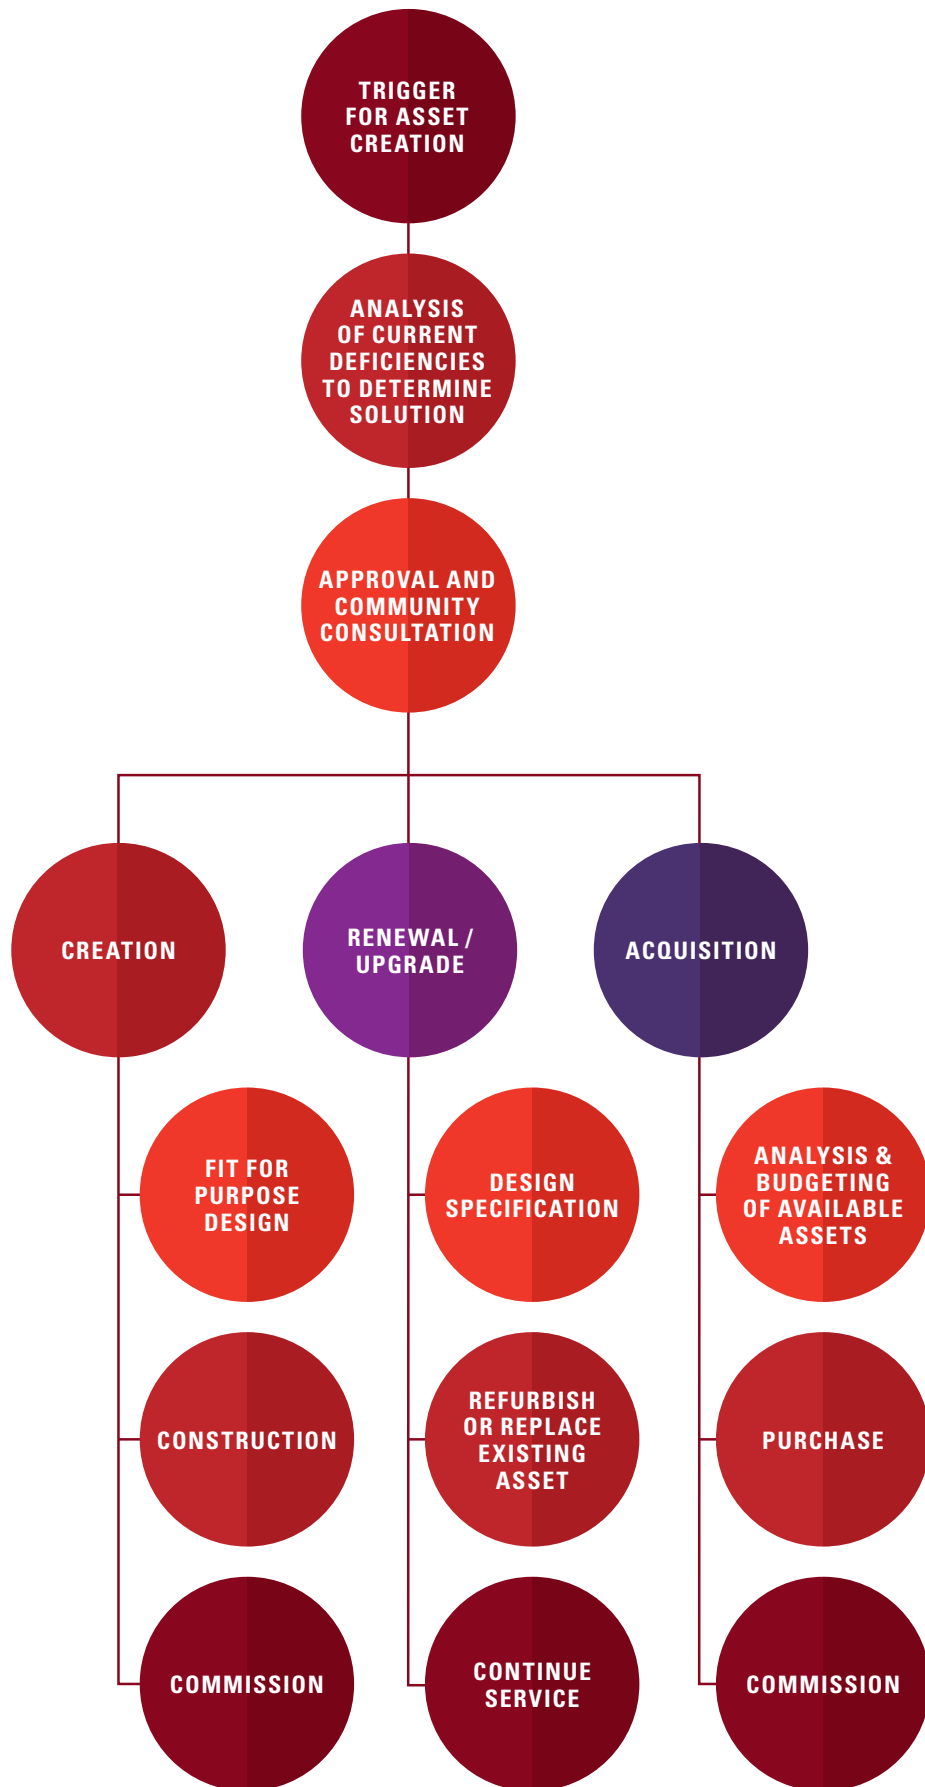 TRIGGER
FOR ASSET
CREATION
ANALYSIS
OF CURRENT
DEFICIENCIES
TO DETERMINE
SOLUTION
APPROVAL AND
COMMUNITY
CONSULTATION
CREATION
RENEWAL /
UPGRADE
ACQUISITION
FIT FOR
PURPOSE
DESIGN
DESIGN
SPECIFICATION
ANALYSIS &
BUDGETING
OF AVAILABLE
ASSETS
CONSTRUCTION
REFURBISH
OR REPLACE
EXISTING
ASSET
PURCHASE
COMMISSION
CONTINUE
SERVICE
COMMISSION